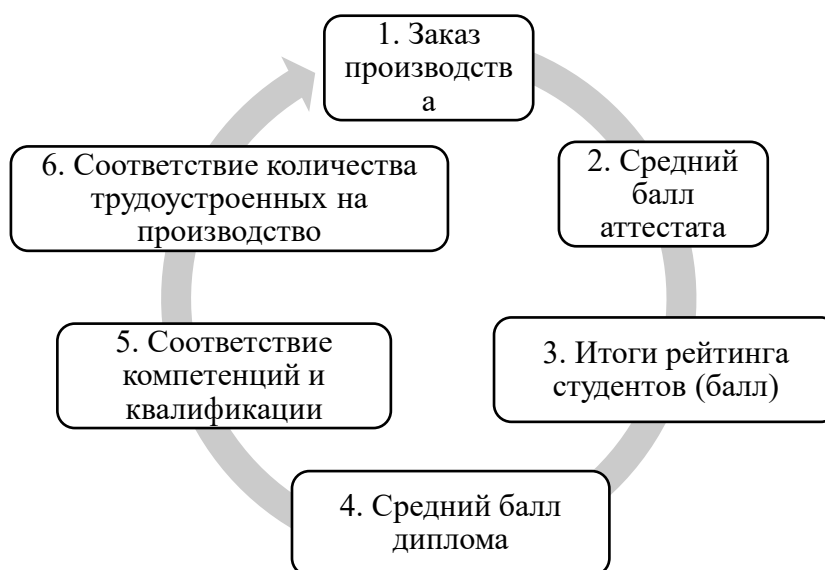 1. Заказ
производств
а
2. Средний
балл
аттестата
3. Итоги рейтинга
студентов (балл)
4. Средний балл
диплома
5. Соответствие
компетенций и
квалификации
6. Соответствие количества
трудоустроенных на
производство